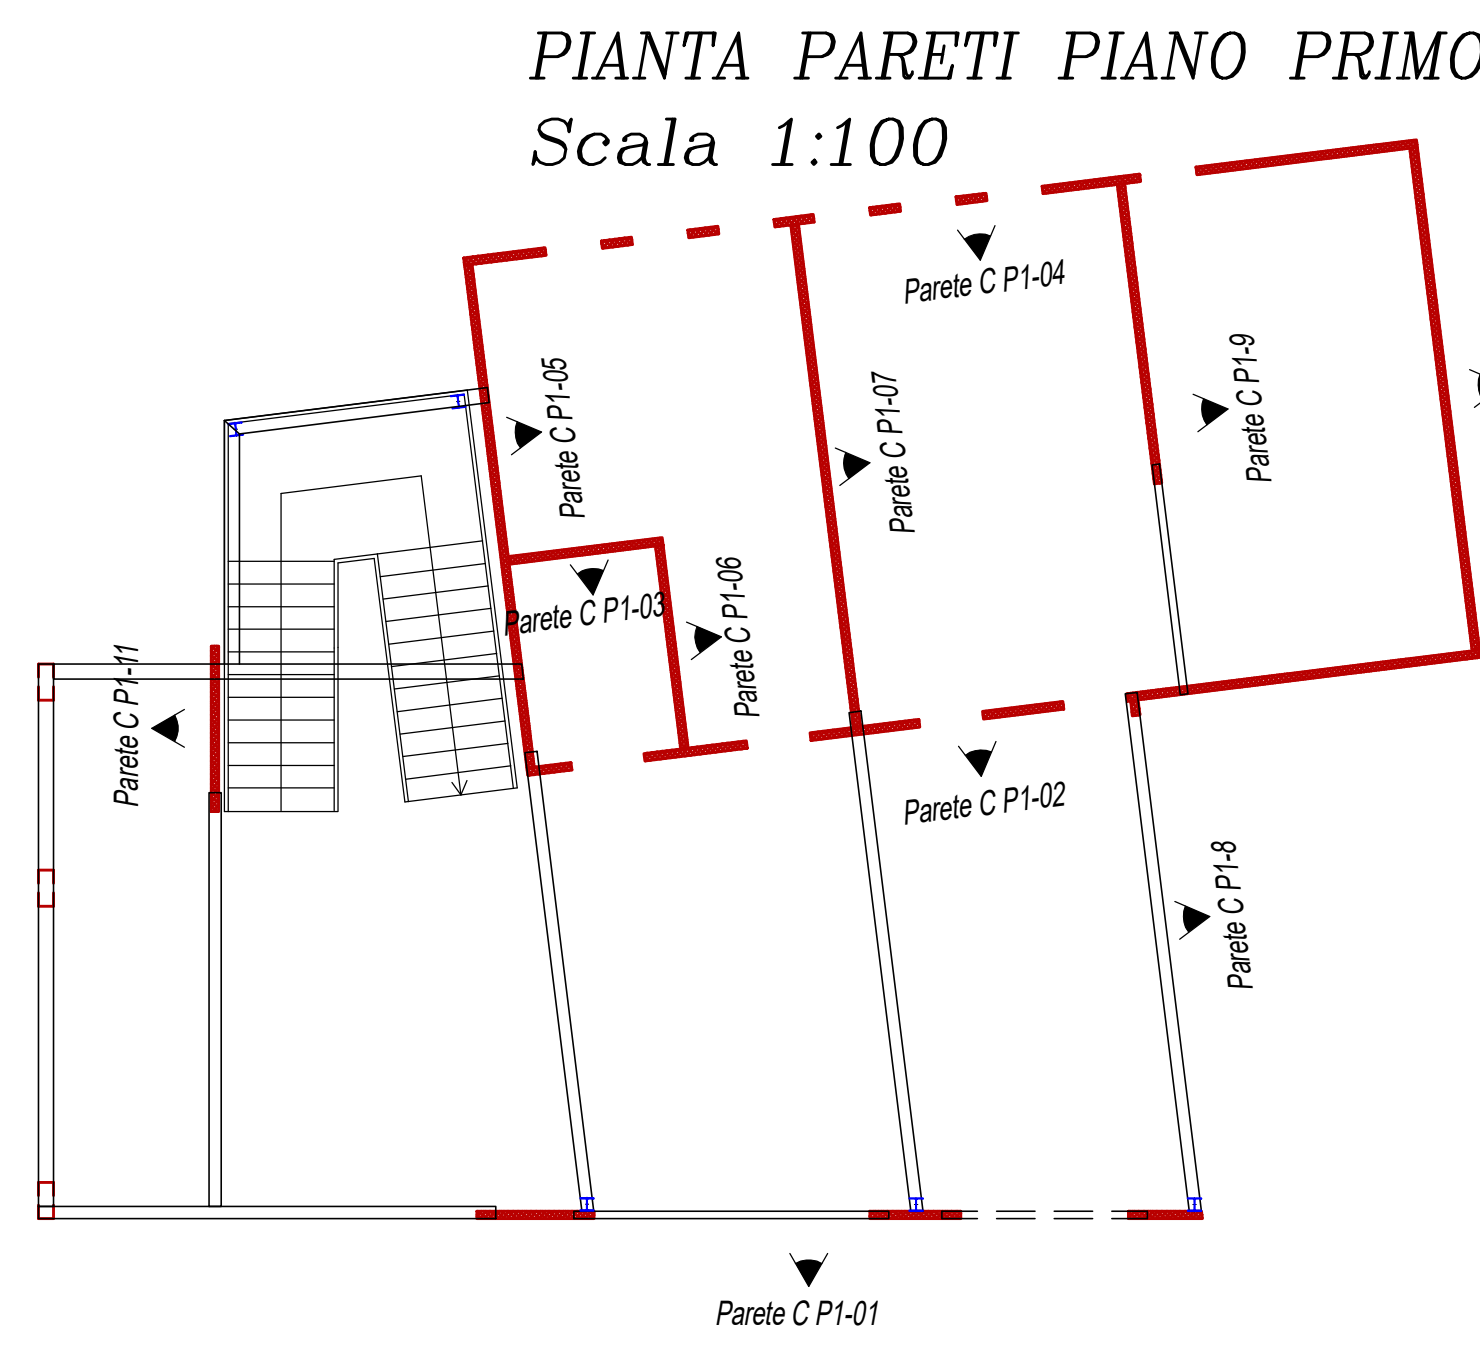 PIANTA PARETI PIANO PRIMO
Scala 1:100
Parete C P1-04
Parete C P1-05
Parete C P1-07
Parete C P1-9
Parete C P1-03
Parete C P1-06
Parete C P1-11
Parete C P1-02
Parete C P1-8
Parete C P1-01